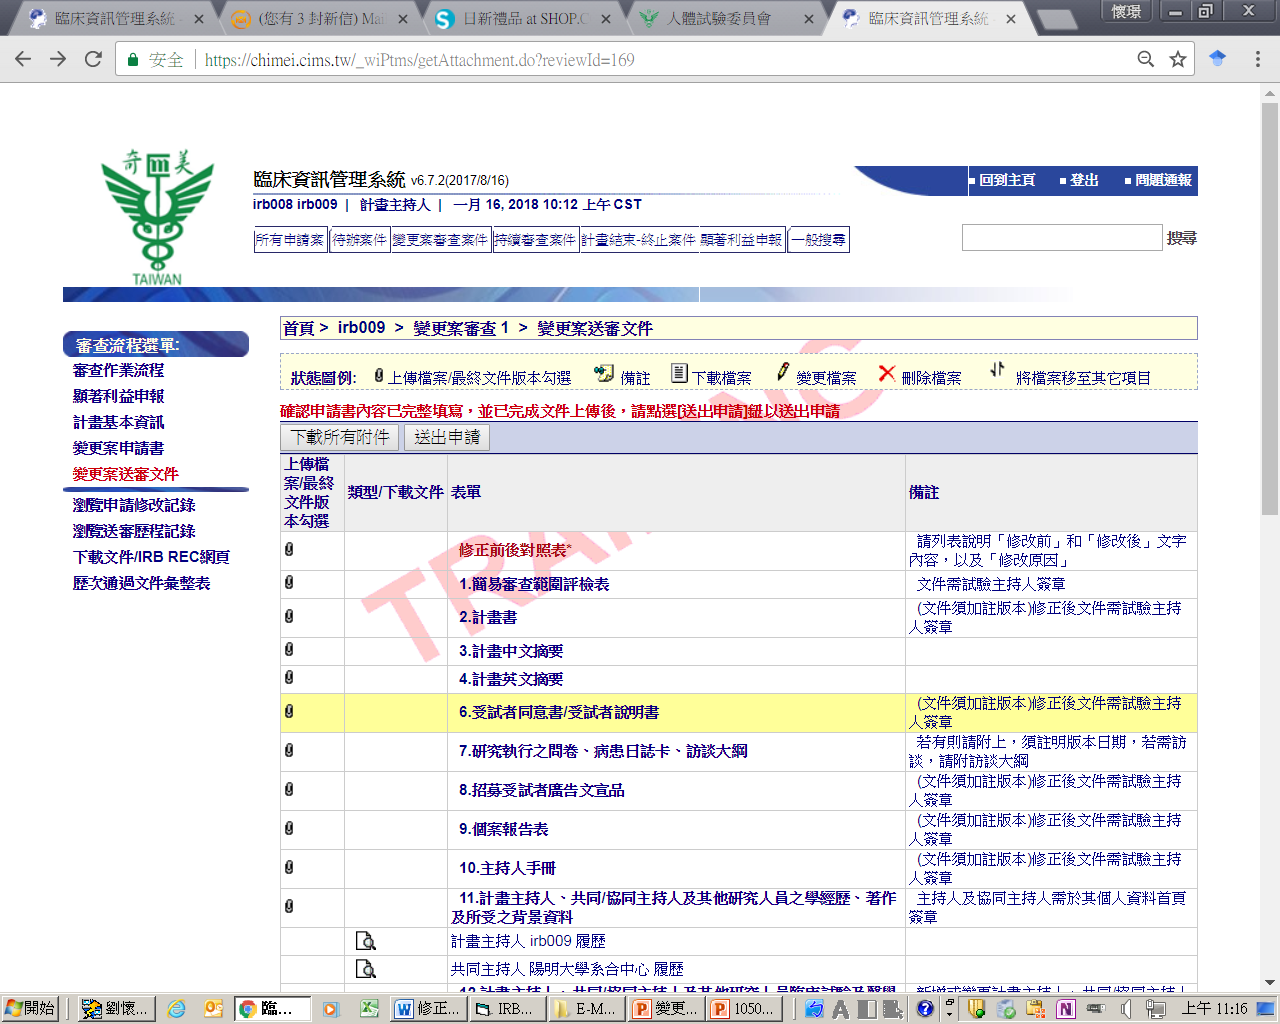 臨床資訊管理系統
(您有 3 封新信) Mai
日新禮品 at SHOP.C
人體試驗委員會
臨床資訊管理系統
懷環
安全 https://chimei.cims.tw/_wiPtms/getAttachment.do?reviewId=169
奇美
TAIWAN
臨床資訊管理系統 v6.7.2(2017/8/16)
回到主頁 登出 問題通報
irb008 irb009 | 計畫主持人 | 一月 16, 2018 10:12 上午 CST
所有申請案 待辦案件 變更案審查案件 持續審查案件 計畫結束-終止案件 顯著利益申報 一般搜尋
搜尋
審查流程選單:
審查作業流程
顯著利益申報
計畫基本資訊
變更案申請書
變更案送審文件
瀏覽申請修改記錄
瀏覽送審歷程記錄
下載文件/IRB REC網頁
歷次通過文件彙整表
首頁 > irb009 > 變更案審查 1 > 變更案送審文件
狀態圖例: 上傳檔案/最終文件版本勾選 備註 下載檔案 變更檔案 刪除檔案 將檔案移至其它項目
確認申請書內容已完整填寫，並已完成文件上傳後，請點選[送出申請]鈕以送出申請
下載所有附件 送出申請
上傳檔
案/最終
文件版
本勾選
類型/下載文件 表單 備註
修正前後對照表*
請列表說明「修改前」和「修改後」文字
內容，以及「修改原因」
1.簡易審查範圍評檢表 文件需試驗主持人簽章
2.計畫書
(文件須加註版本)修正後文件需試驗主持
人簽章
3.計畫中文摘要
4.計畫英文摘要
6.受試者同意書/受試者說明書
(文件須加註版本)修正後文件需試驗主持
人簽章
7.研究執行之問卷、病患日誌卡、訪談大綱
若有則請附上，須註明版本日期，若需訪
談，請附訪談大綱
8.招募受試者廣告文宣品
(文件須加註版本)修正後文件需試驗主持
人簽章
9.個案報告表
(文件須加註版本)修正後文件需試驗主持
人簽章
10.主持人手冊
(文件須加註版本)修正後文件需試驗主持
人簽章
11.計畫主持人、共同/協同主持人及其他研究人員之學經歷、著作
及所受之背景資料
主持人及協同主持人需於其個人資料首頁
簽章
計畫主持人 irb009 履歷
共同主持人 陽明大學系合中心 履歷
開始 劉懷... 臨... 修正... IRB... E-M... 變更... 1050... 上午 11:16